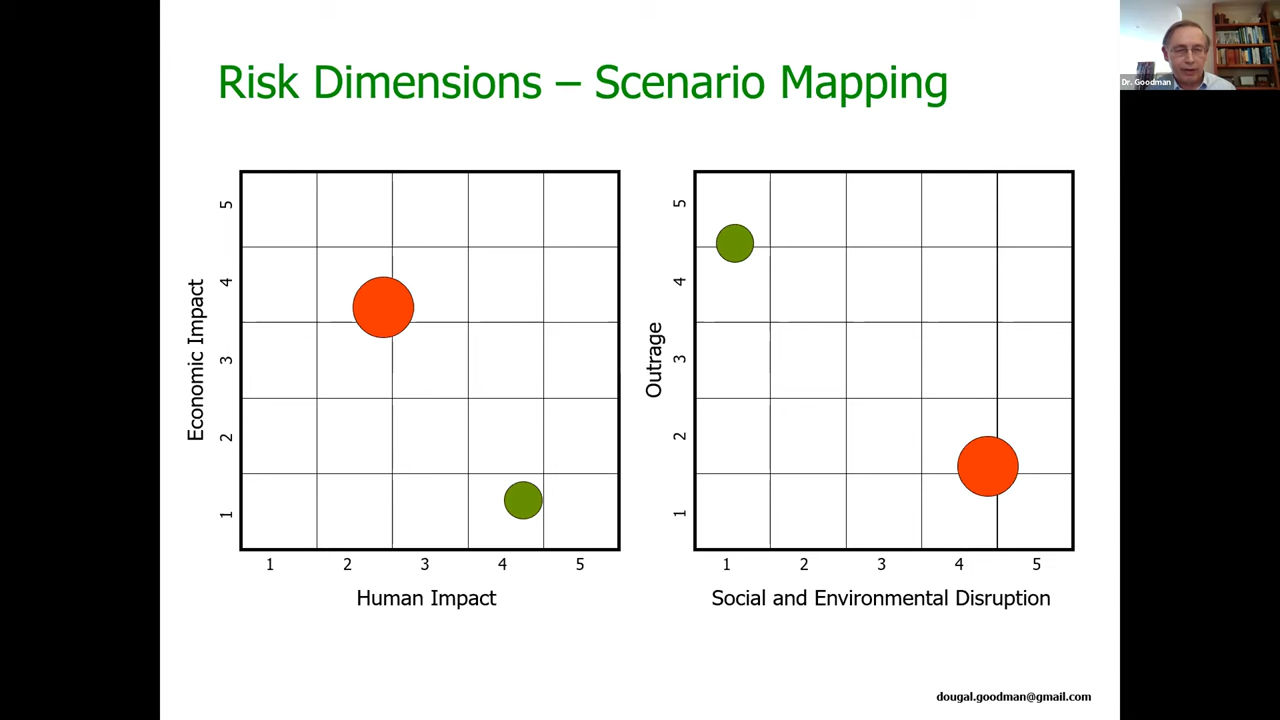 Risk Dimensions – Scenario Mapping
Dr. Goodman
Economic Impact
5
4
3
2
1
1 2 3 4 5
Human Impact
Outrage
5
4
3
2
1
1 2 3 4 5
Social and Environmental Disruption
dougal.goodman@gmail.com